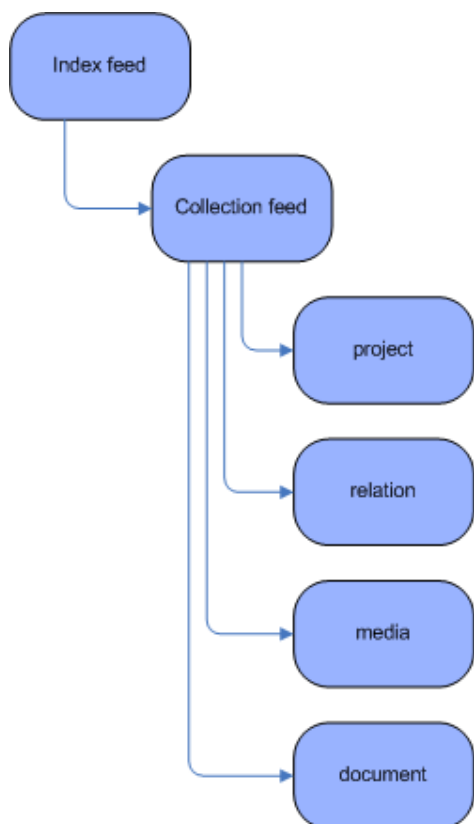 Index feed
Collection feed
project
relation
media
document